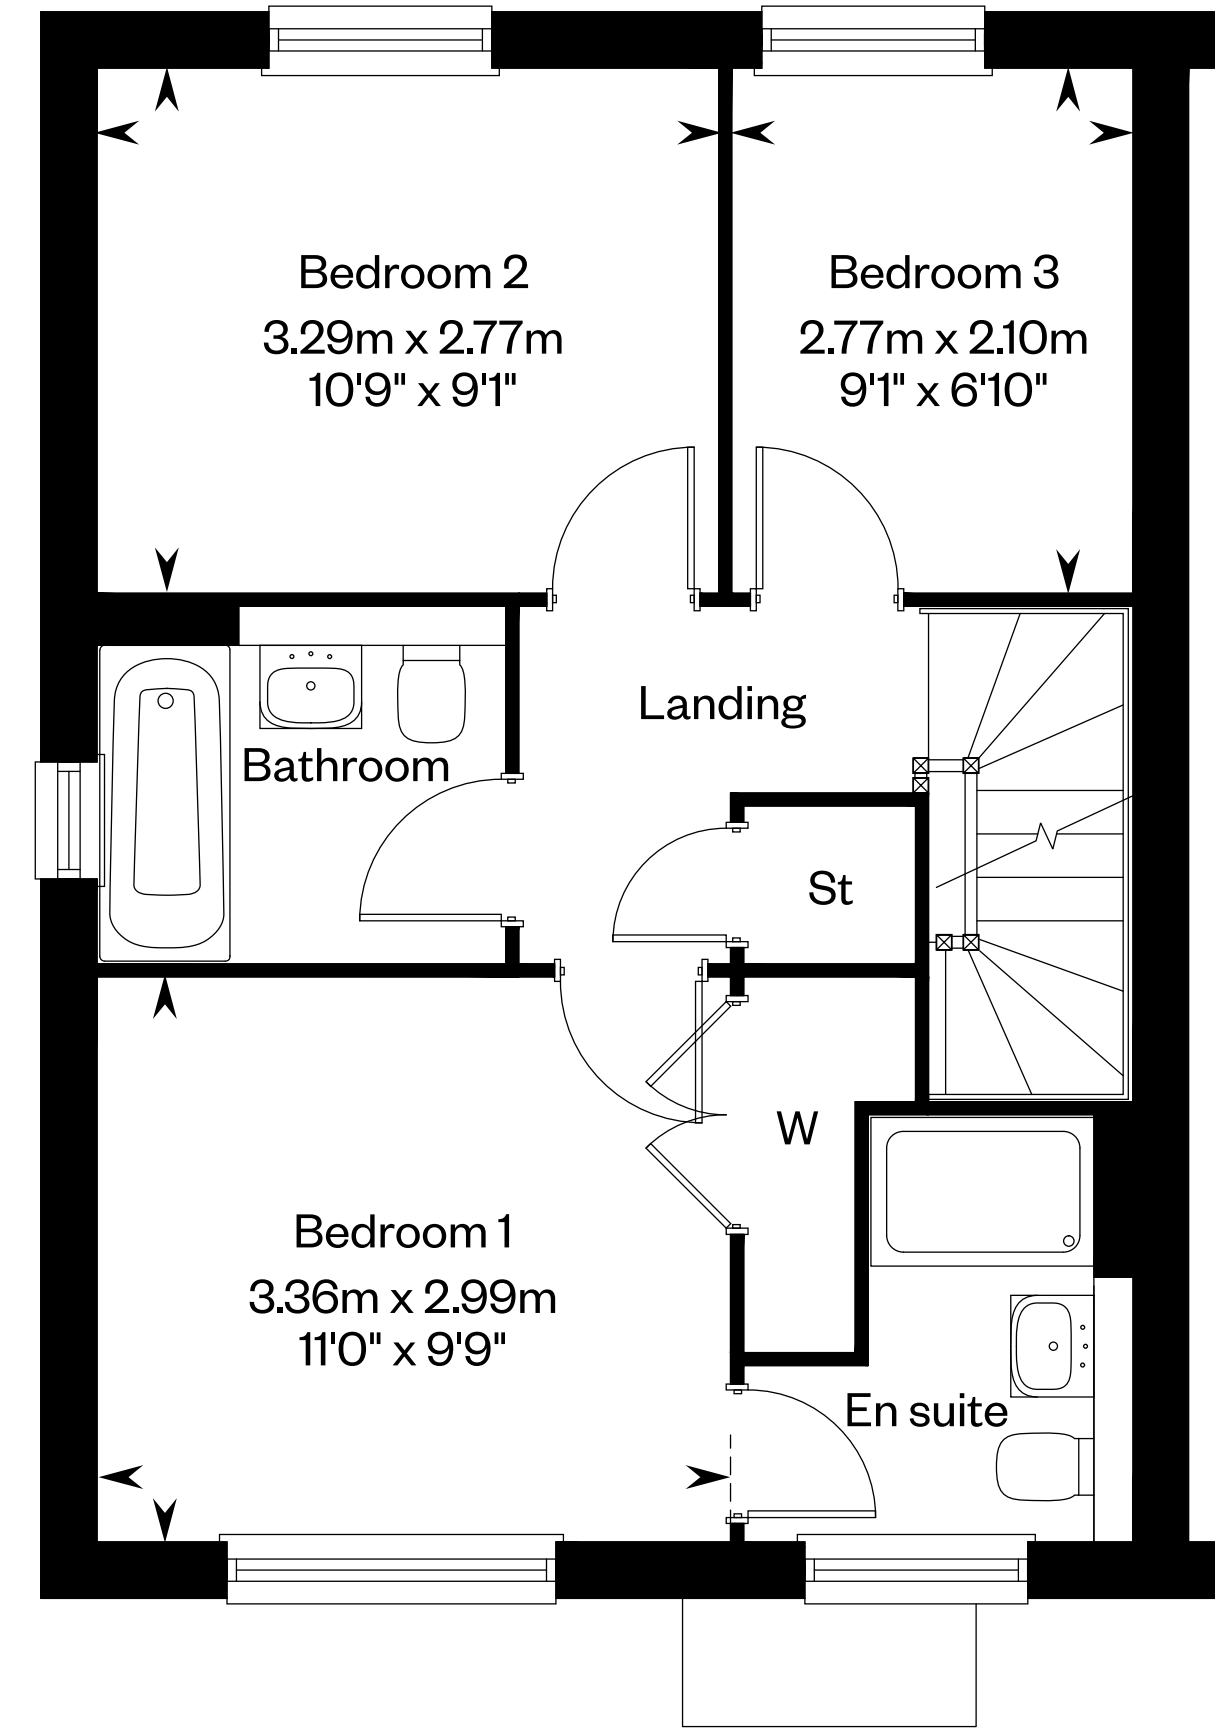 Bedroom 2
3.29m x 2.77m
10'9" x 9'1"
Bedroom 3
2.77m x 2.10m
9'1" x 6'10"
Landing
Bathroom
St
W
Bedroom 1
3.36m x 2.99m
11'0" x 9'9"
En suite